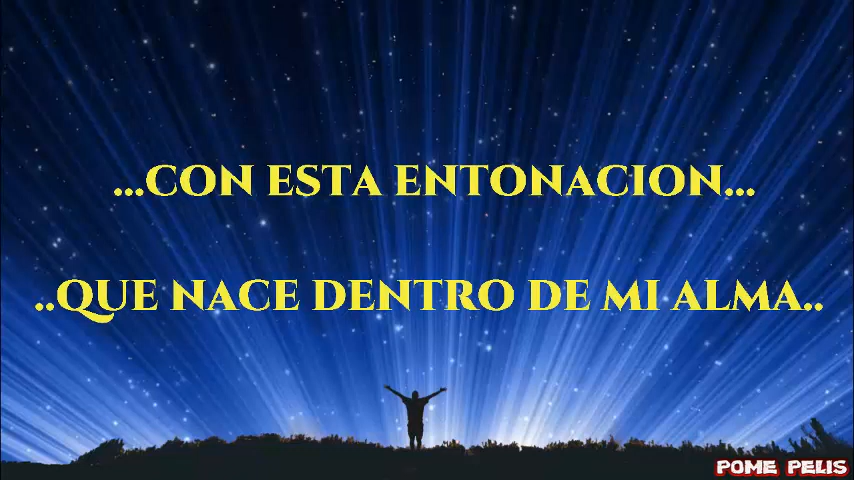 ...CON ESTA ENTONACION...
..QUE NACE DENTRO DE MI ALMA..
POME PELIS